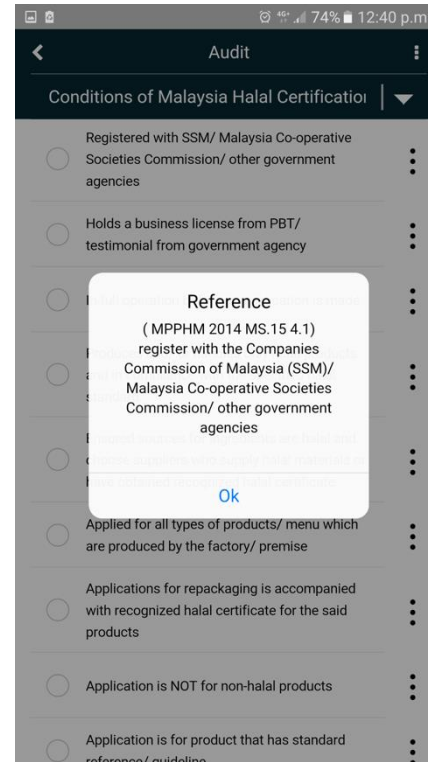 4G+ 74% 12:40 p.m
Audit
Conditions of Malaysia Halal Certificatio
Registered with SSM/ Malaysia Co-operative
Societies Commission/ other government
agencies
Holds a business license from PBT/
testimonial from government agency
Reference
( MPPHM 2014 MS.15 4.1)
register with the Companies
Commission of Malaysia (SSM)/
Malaysia Co-operative Societies
Commission/ other government
agencies
Ok
Applied for all types of products/ menu which
are produced by the factory/ premise
Applications for repackaging is accompanied
with recognized halal certificate for the said
products
Application is NOT for non-halal products
Application is for product that has standard
reference/ guideline